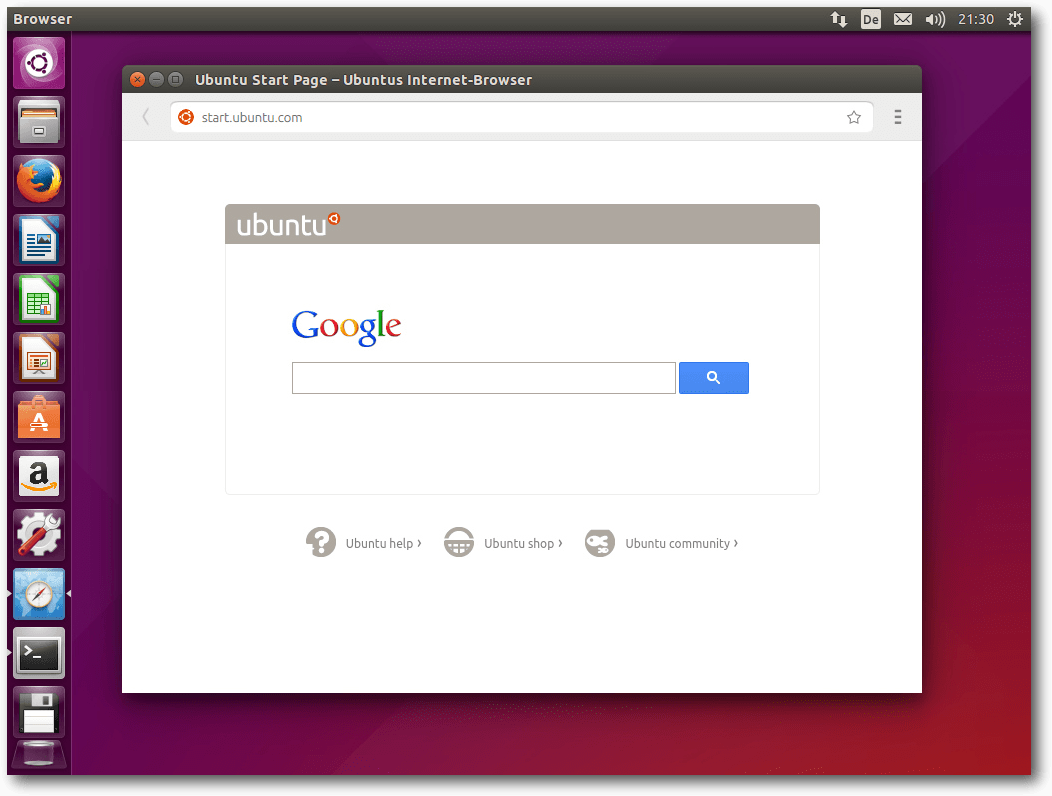 Browser
De
21:30
Ubuntu Start Page – Ubuntus Internet-Browser
start.ubuntu.com
ubuntu
Google
Ubuntu help ›
Ubuntu shop ›
Ubuntu community ›